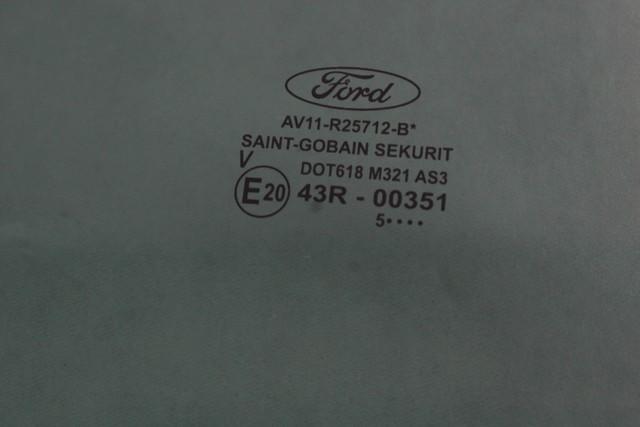 Ford
AV11-R25712-B*
SAINT-GOBAIN SEKURIT
V
DOT618 M321 AS3
E20 43R - 00351
5••••